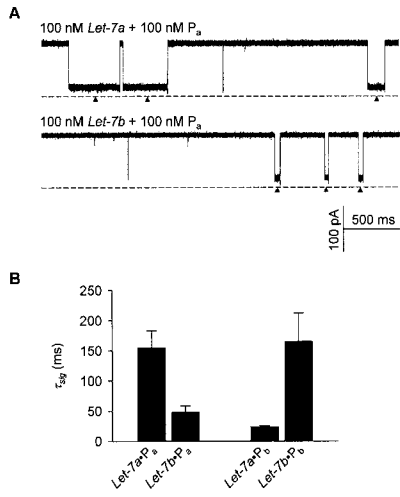 A
100 nM Let-7a + 100 nM Pa
100 nM Let-7b + 100 nM Pa
100 pA
500 ms
B
τsig (ms)
250
200
150
100
50
0
Let-7a•Pa
Let-7b•Pa
Let-7a•Pb
Let-7b•Pb